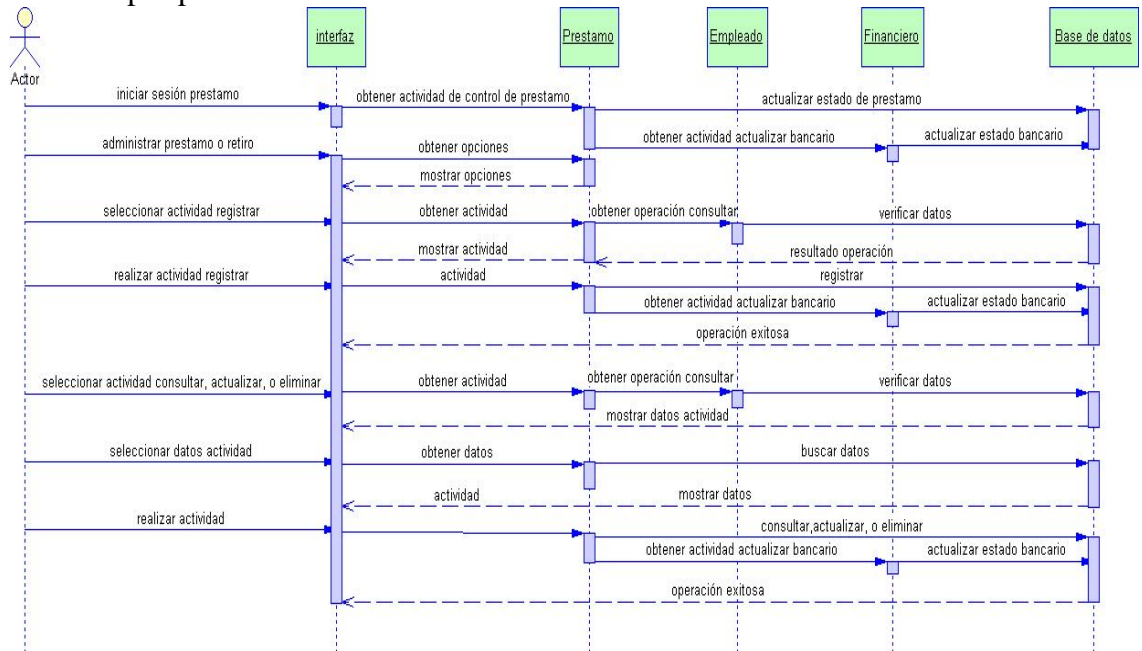 interfaz
Prestamo
Empleado
Financiero
Base de datos
Actor
iniciar sesión prestamo
obtener actividad de control de prestamo
actualizar estado de prestamo
obtener actividad actualizar bancario
actualizar estado bancario
administrar prestamo o retiro
obtener opciones
mostrar opciones
seleccionar actividad registrar
obtener actividad
obtener operación consultar
verificar datos
mostrar actividad
resultado operación
realizar actividad registrar
actividad
registrar
obtener actividad actualizar bancario
actualizar estado bancario
operación exitosa
seleccionar actividad consultar, actualizar, o eliminar
obtener actividad
obtener operación consultar
verificar datos
mostrar datos actividad
seleccionar datos actividad
obtener datos
buscar datos
actividad
mostrar datos
realizar actividad
consultar,actualizar, o eliminar
obtener actividad actualizar bancario
actualizar estado bancario
operación exitosa